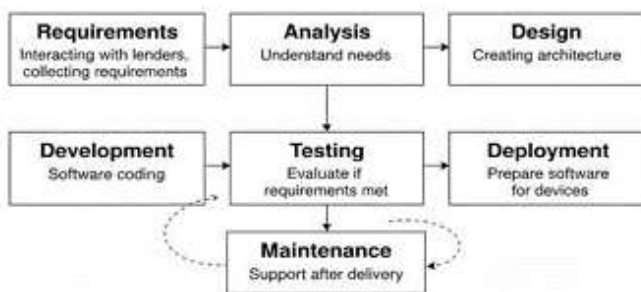 Requirements
Interacting with lenders,
collecting requirements
Analysis
Understand needs
Design
Creating architecture
Development
Software coding
Testing
Evaluate if
requirements met
Deployment
Prepare software
for devices
Maintenance
Support after delivery